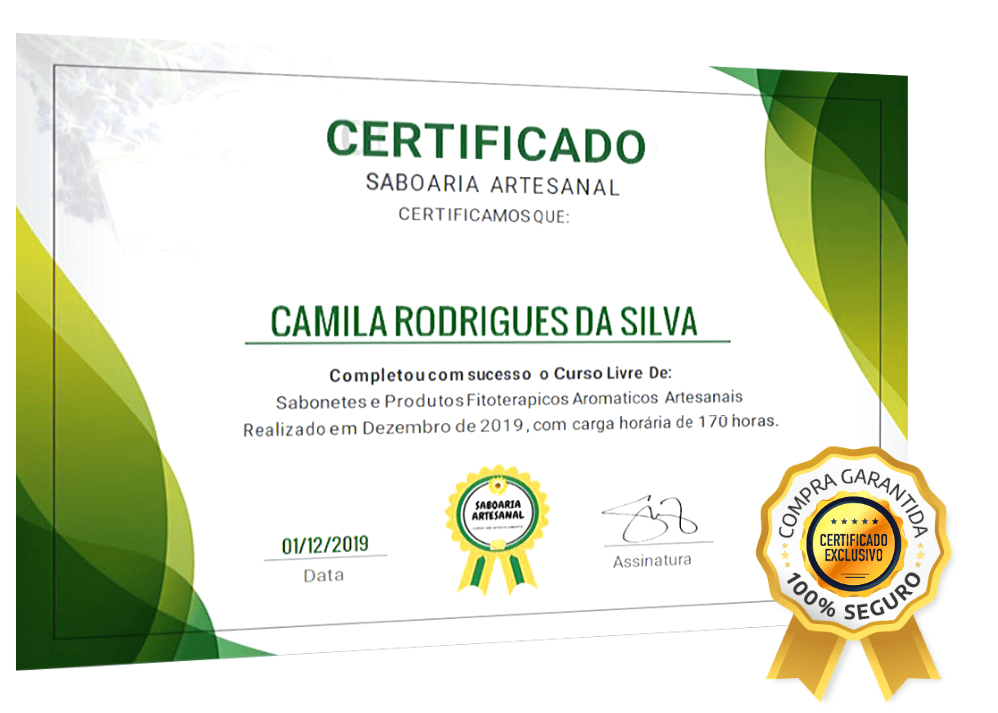 CERTIFICADO
SABOARIA ARTESANAL
CERTIFICAMOS QUE:
CAMILA RODRIGUES DA SILVA
Completou com sucesso o Curso Livre De:
Sabonetes e Produtos Fitoterapicos Aromaticos Artesanais
Realizado em Dezembro de 2019, com carga horária de 170 horas.
SABOARIA
ARTESANAL
01/12/2019
Data
Assinatura
COMPRA GARANTIDA
CERTIFICADO
EXCLUSIVO
100% SEGURO